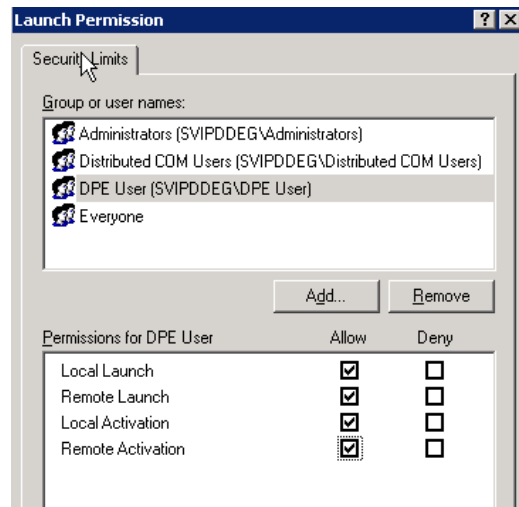 Launch Permission
Security Limits
Group or user names:
Administrators (SVIPDDEG\Administrators)
Distributed COM Users (SVIPDDEG\Distributed COM Users)
DPE User (SVIPDDEG\DPE User)
Everyone
Add... Remove
Permissions for DPE User Allow Deny
Local Launch
Remote Launch
Local Activation
Remote Activation